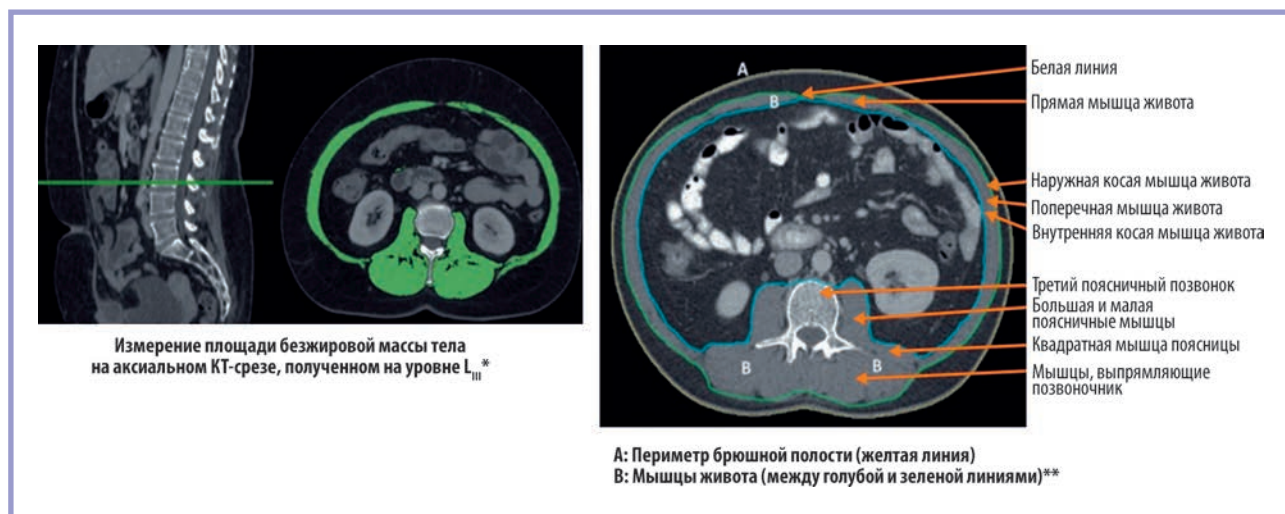 Измерение площади безжировой массы тела
на аксиальном КТ-срезе, полученном на уровне LIII*
A
B
B
B
Белая линия
Прямая мышца живота
Наружная косая мышца живота
Поперечная мышца живота
Внутренняя косая мышца живота
Третий поясничный позвонок
Большая и малая
поясничные мышцы
Квадратная мышца поясницы
Мышцы, выпрямляющие
позвоночник
А: Периметр брюшной полости (желтая линия)
В: Мышцы живота (между голубой и зеленой линиями)**